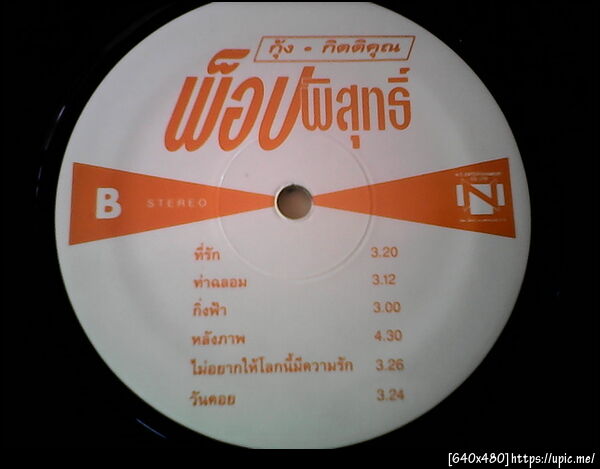 กุ้ง - กิตติคุณ
พ็อปพิสุทธิ์
B STEREO
N
ที่รัก 3.20
ท่าฉลอม 3.12
กิ่งฟ้า 3.00
หลังภาพ 4.30
ไม่อยากให้โลกนี้มีความรัก 3.26
วันคอย 3.24
[640x480]https://upic.me/